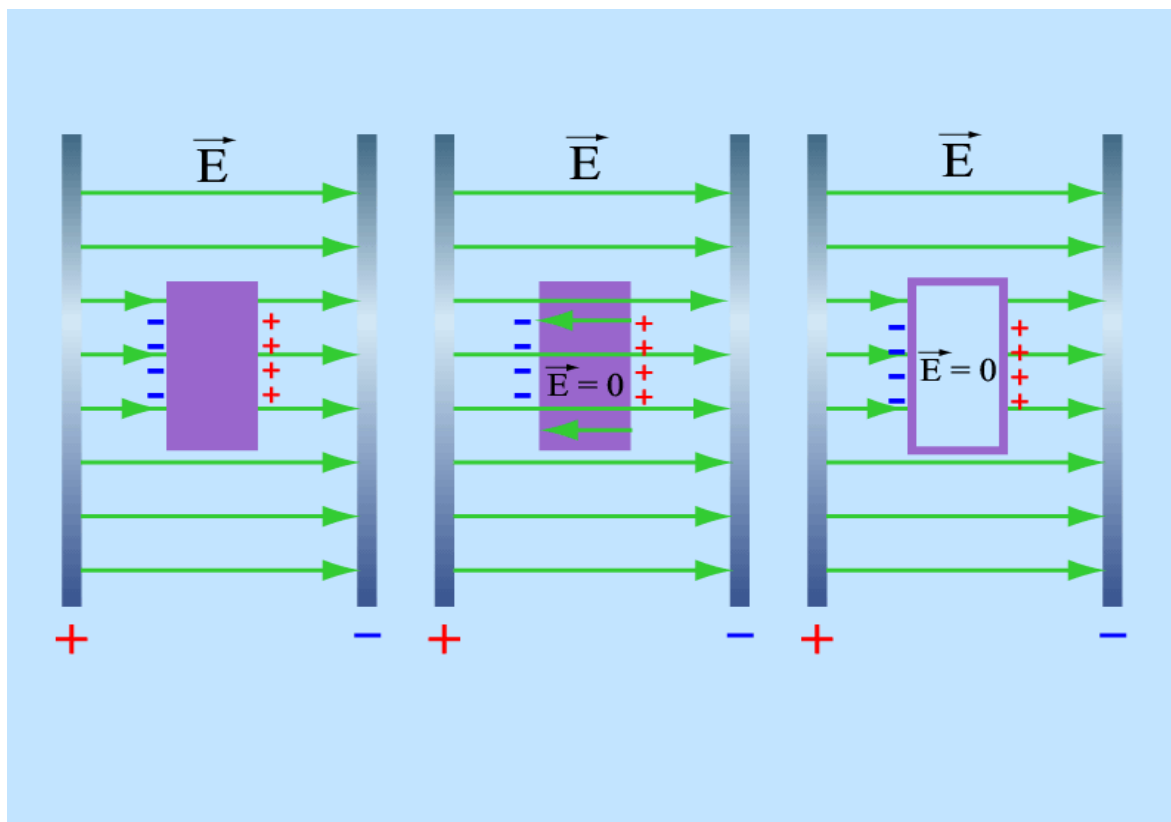 E E E
- + - + - +
- + - + - +
- + E = 0 - + - E = 0 +
- + - + - +
+ - + - + -